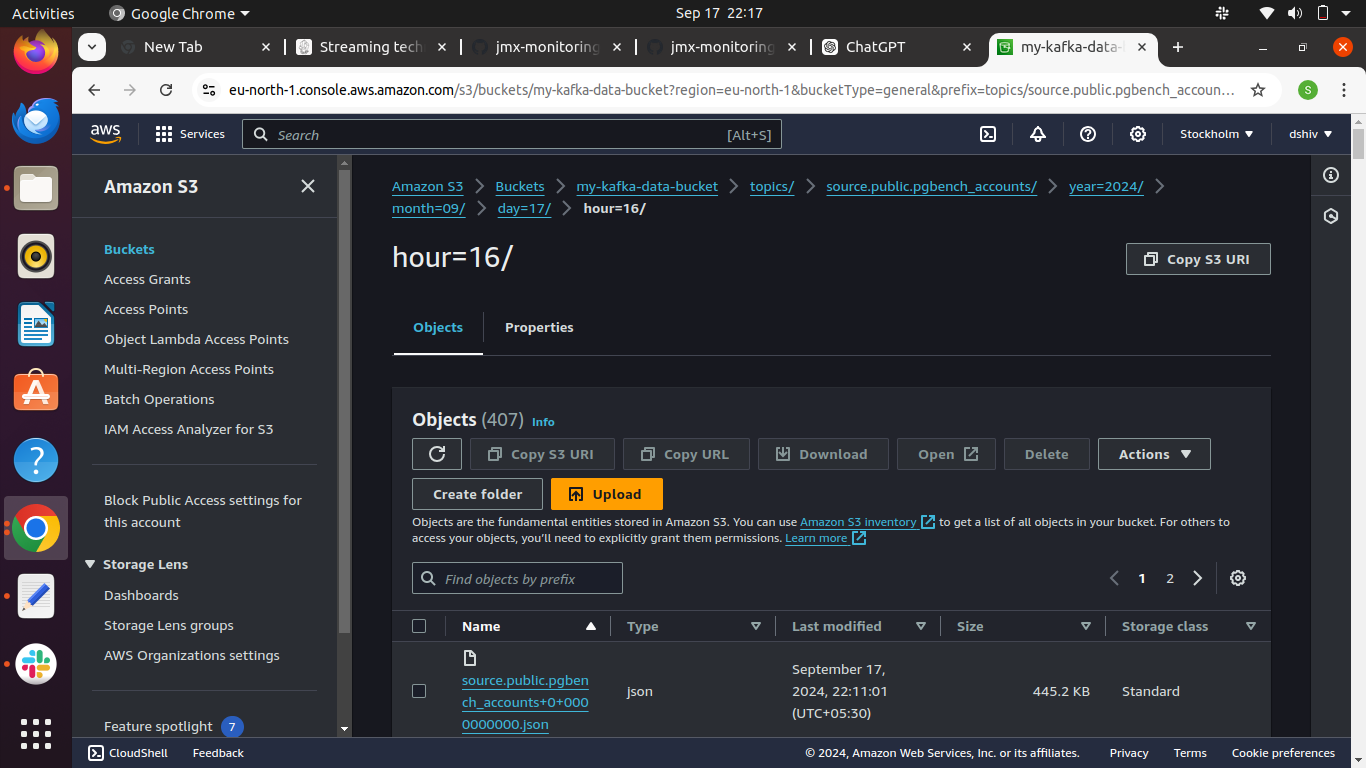 Activities
Google Chrome
Sep 17 22:17
New Tab
Streaming tech
jmx-monitoring
jmx-monitoring
ChatGPT
my-kafka-data-
eu-north-1.console.aws.amazon.com/s3/buckets/my-kafka-data-bucket?region=eu-north-1&bucketType=general&prefix=topics/source.public.pgbench_accoun...
S
aws
Services
Search
[Alt+S]
Stockholm
dshiv
Amazon S3
Buckets
Access Grants
Access Points
Object Lambda Access Points
Multi-Region Access Points
Batch Operations
IAM Access Analyzer for S3
Block Public Access settings for
this account
Storage Lens
Dashboards
Storage Lens groups
AWS Organizations settings
Feature spotlight 7
Amazon S3
Buckets
my-kafka-data-bucket
topics/
source.public.pgbench_accounts/
year=2024/
month=09/
day=17/
hour=16/
hour=16/
Copy S3 URI
Objects
Properties
Objects (407) Info
Copy S3 URI
Copy URL
Download
Open
Delete
Actions
Create folder
Upload
Objects are the fundamental entities stored in Amazon S3. You can use Amazon S3 inventory to get a list of all objects in your bucket. For others to
access your objects, you'll need to explicitly grant them permissions. Learn more
Find objects by prefix
1
2
Name
Type
Last modified
Size
Storage class
source.public.pgben
ch_accounts+0+000
0000000.json
json
September 17,
2024, 22:11:01
(UTC+05:30)
445.2 KB
Standard
CloudShell
Feedback
© 2024, Amazon Web Services, Inc. or its affiliates.
Privacy
Terms
Cookie preferences